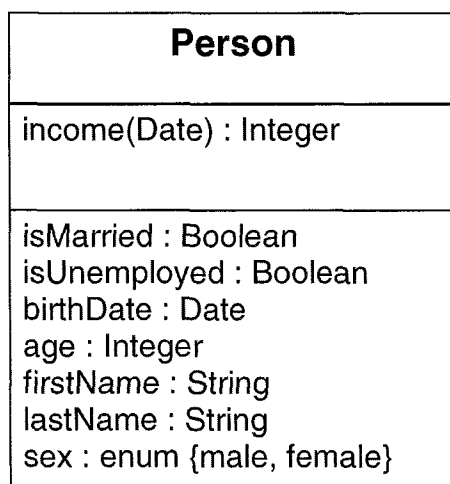 Person
income(Date) : Integer
isMarried : Boolean
isUnemployed : Boolean
birthDate : Date
age : Integer
firstName : String
lastName : String
sex : enum {male, female}